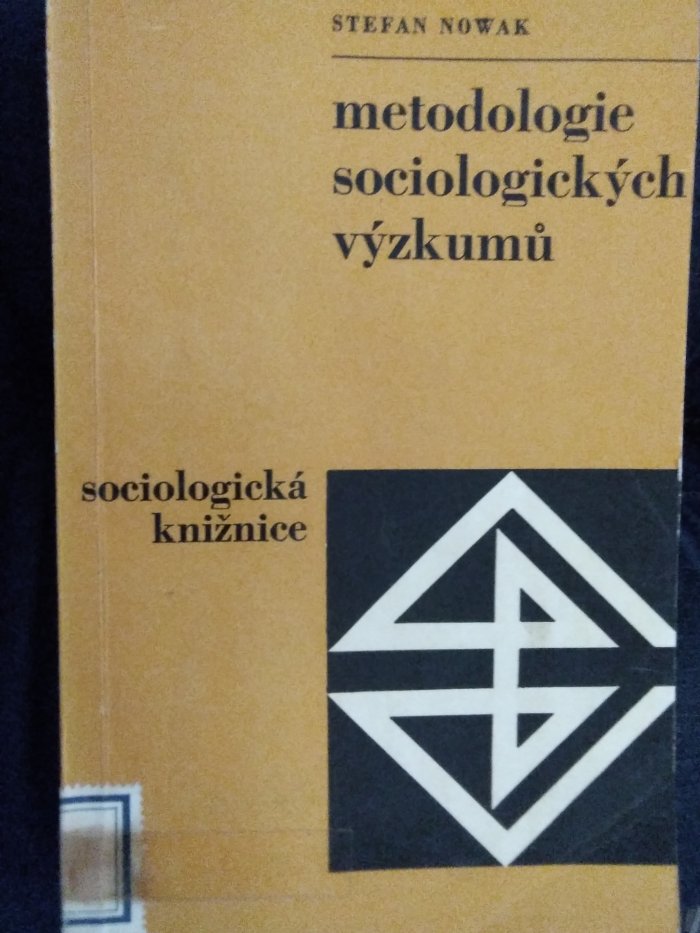 STEFAN NOWAK
metodologie
sociologických
výzkumů
sociologická
knižnice